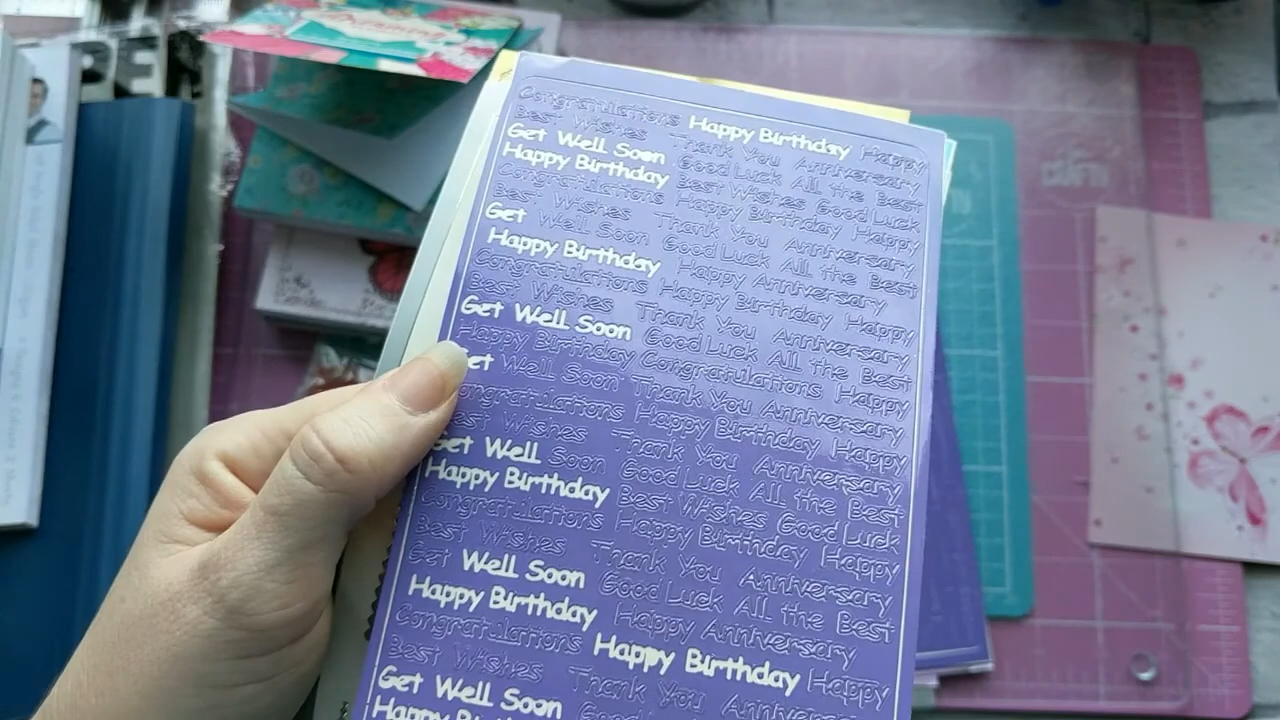 Congratulations Happy Birthday Happy
Best Wishes Thank You Anniversary
Get Well Soon Good Luck All the Best
Happy Birthday Best Wishes Good Luck
Congratulations Happy Birthday Happy
Best Wishes Thank You Anniversary
Get Well Soon Good Luck All the Best
Happy Birthday Happy Anniversary
Congratulations Happy Birthday Happy
Best Wishes Thank You Anniversary
Get Well Soon Good Luck All the Best
Happy Birthday Congratulations Happy
Get Well Soon Thank You Anniversary
Congratulations Happy Birthday Happy
Best Wishes Thank You Anniversary
Get Well Soon Good Luck All the Best
Happy Birthday Best Wishes Good Luck
Congratulations Happy Birthday Happy
Best Wishes Thank You Anniversary
Get Well Soon Good Luck All the Best
Happy Birthday Happy Anniversary
Congratulations Happy Birthday Happy
Best Wishes Thank You Anniversary
Get Well Soon Good Luck
Happy